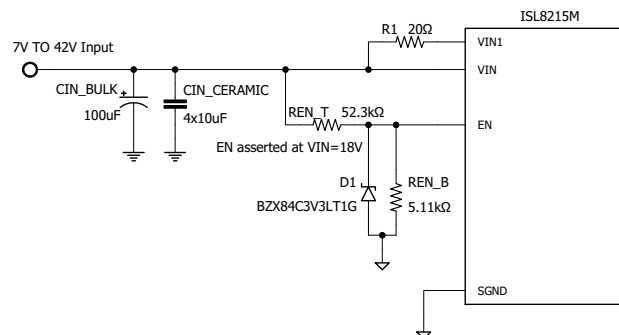 ISL8215M
R1 20Ω
VIN1
7V TO 42V Input
VIN
CIN_BULK
CIN_CERAMIC
+
100uF
4x10uF
REN_T 52.3kΩ
EN
EN asserted at VIN=18V
D1
REN_B
BZX84C3V3LT1G
5.11kΩ
SGND